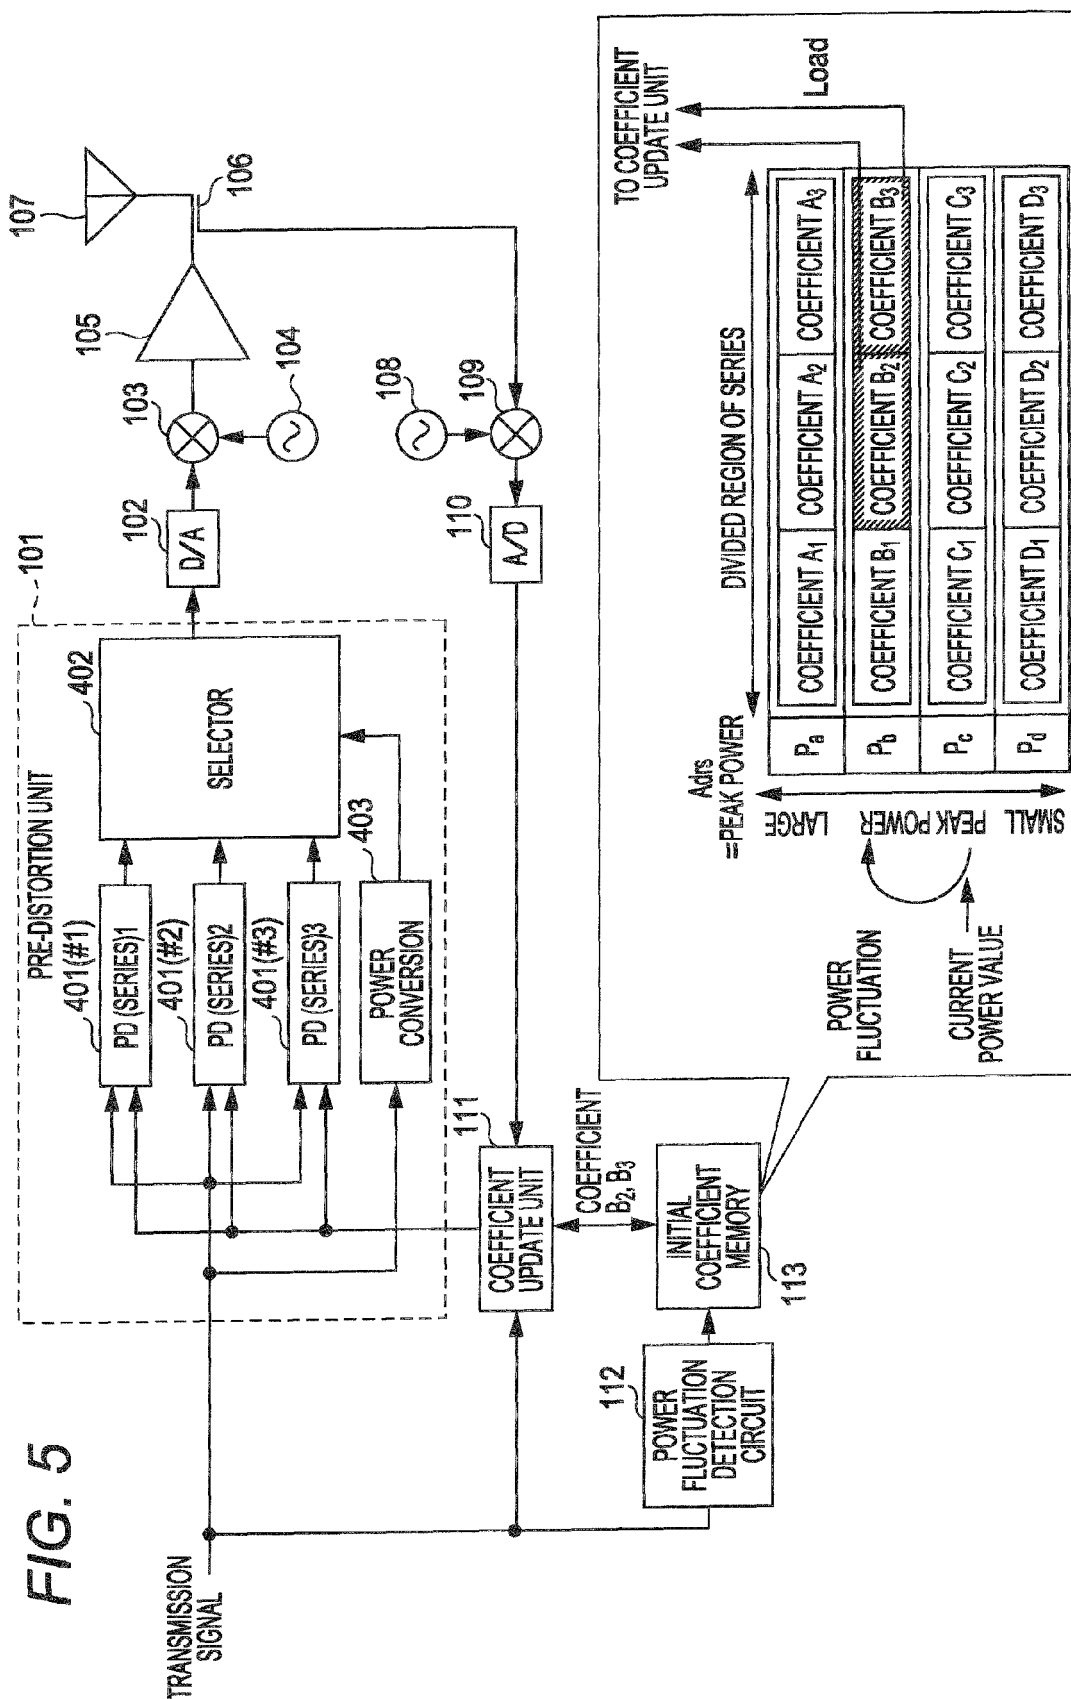 FIG. 5
TRANSMISSION
SIGNAL
PRE-DISTORTION UNIT
101
401(#1)
PD(SERIES)1
401(#2)
PD(SERIES)2
401(#3)
PD(SERIES)3
403
POWER
CONVERSION
402
SELECTOR
102
D/A
103
104
105
106
107
108
109
110
A/D
111
COEFFICIENT
UPDATE UNIT
COEFFICIENT
B2, B3
112
POWER
FLUCTUATION
DETECTION
CIRCUIT
INITIAL
COEFFICIENT
MEMORY
113
POWER
FLUCTUATION
CURRENT
POWER VALUE
Adrs
=PEAK POWER
DIVIDED REGION OF SERIES
TO COEFFICIENT
UPDATE UNIT
Load
LARGE
PEAK POWER
POWER
SMALL
Pa
COEFFICIENT A1
COEFFICIENT A2
COEFFICIENT A3
Pb
COEFFICIENT B1
COEFFICIENT B2
COEFFICIENT B3
Pc
COEFFICIENT C1
COEFFICIENT C2
COEFFICIENT C3
Pd
COEFFICIENT D1
COEFFICIENT D2
COEFFICIENT D3